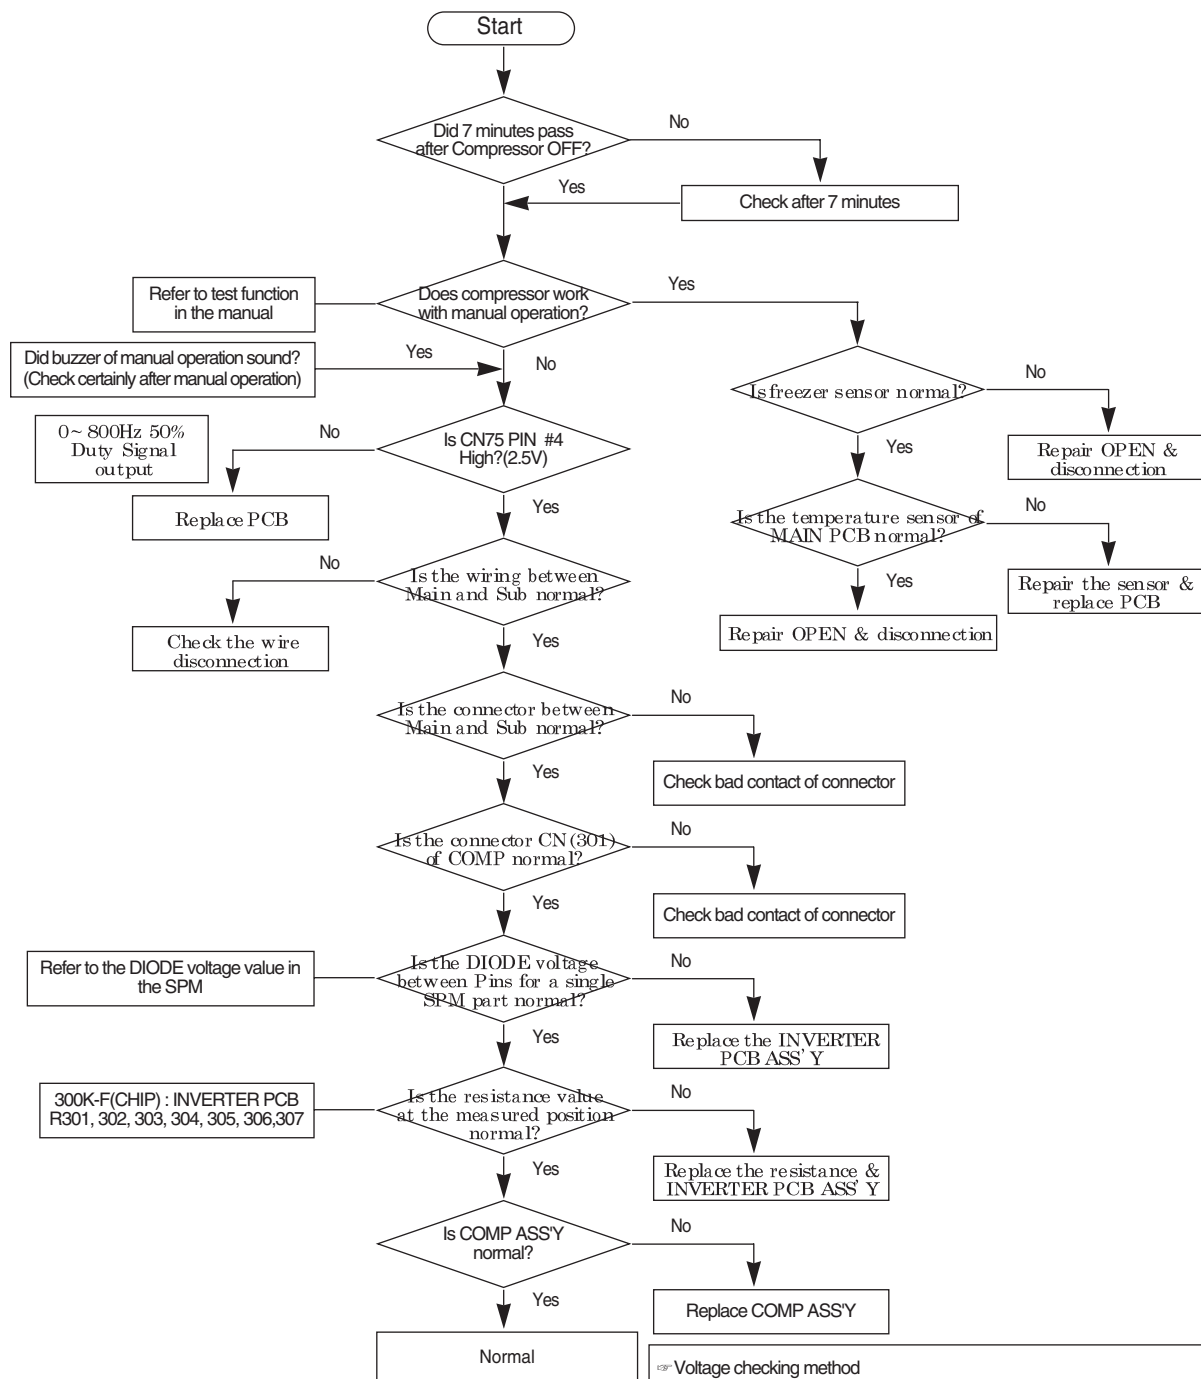 Start
Did 7 minutes pass
after Compressor OFF?
No
Yes
Check after 7 minutes
Refer to test function
in the manual
Does compressor work
with manual operation?
Yes
Did buzzer of manual operation sound?
(Check certainly after manual operation)
Yes
No
Is freezer sensor normal?
No
0~ 800Hz 50%
Duty Signal
output
No
Is CN75 PIN #4
High?(2.5V)
Yes
Repair OPEN &
disconnection
Replace PCB
Yes
Is the temperature sensor of
MAIN PCB normal?
No
No
Is the wiring between
Main and Sub normal?
Yes
Repair the sensor &
replace PCB
Check the wire
disconnection
Yes
Repair OPEN & disconnection
Is the connector between
Main and Sub normal?
No
Yes
Check bad contact of connector
Is the connector CN(301)
of COMP normal?
No
Yes
Check bad contact of connector
Refer to the DIODE voltage value in
the SPM
Is the DIODE voltage
between Pins for a single
SPM part normal?
No
Yes
Replace the INVERTER
PCB ASS' Y
300K-F(CHIP) : INVERTER PCB
R301, 302, 303, 304, 305, 306,307
Is the resistance value
at the measured position
normal?
No
Yes
Replace the resistance &
INVERTER PCB ASS' Y
Is COMP ASS'Y
normal?
No
Yes
Replace COMP ASS'Y
Normal
☞ Voltage checking method